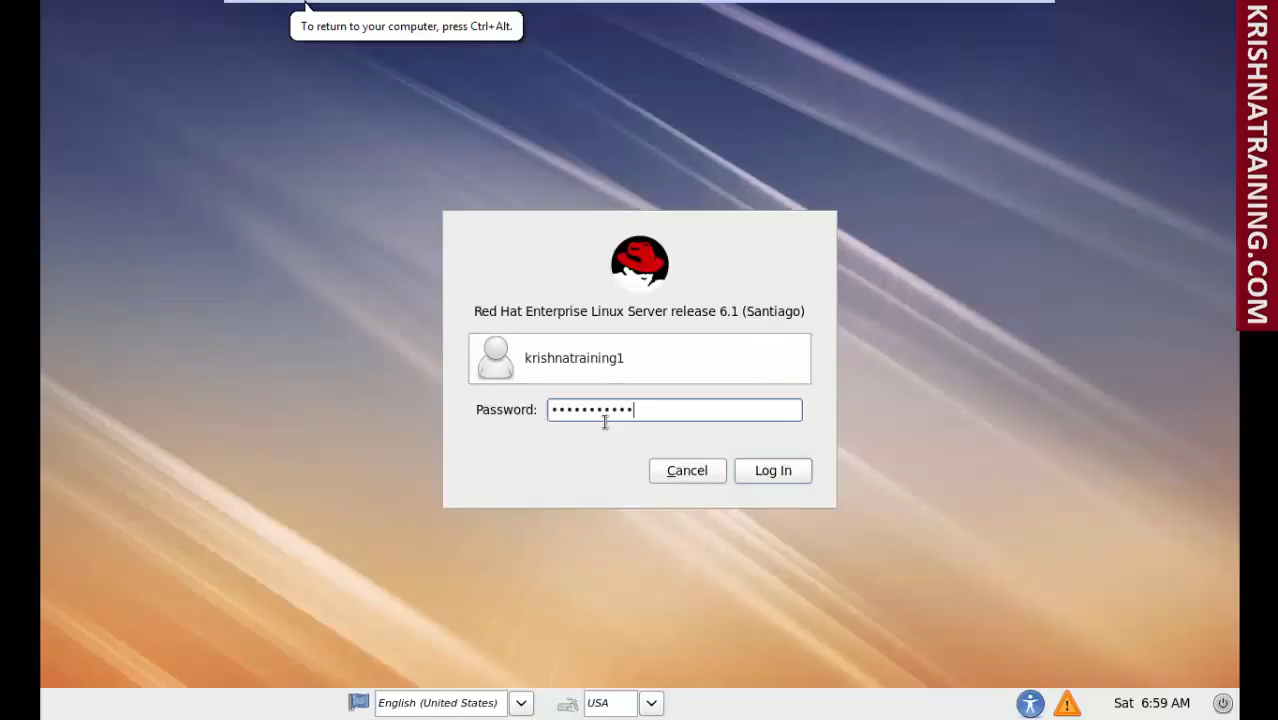 To return to your computer, press Ctrl+Alt.
KRISHNATRAINING.COM
Red Hat Enterprise Linux Server release 6.1 (Santiago)
krishnatraining1
Password: •••••••••••
Cancel
Log In
English (United States)
USA
Sat 6:59 AM